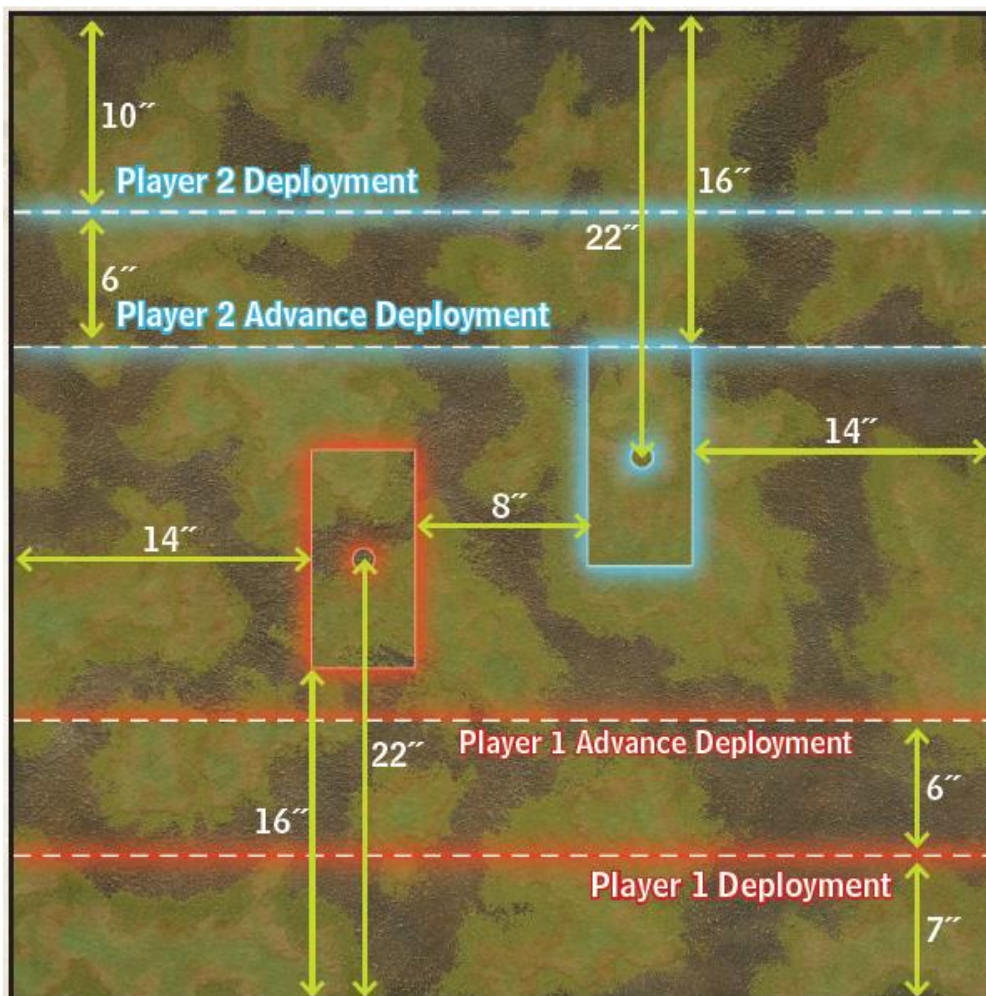 10″
Player 2 Deployment
16″
22″
6″
Player 2 Advance Deployment
14″
8″
14″
Player 1 Advance Deployment
22″
6″
16″
Player 1 Deployment
7″